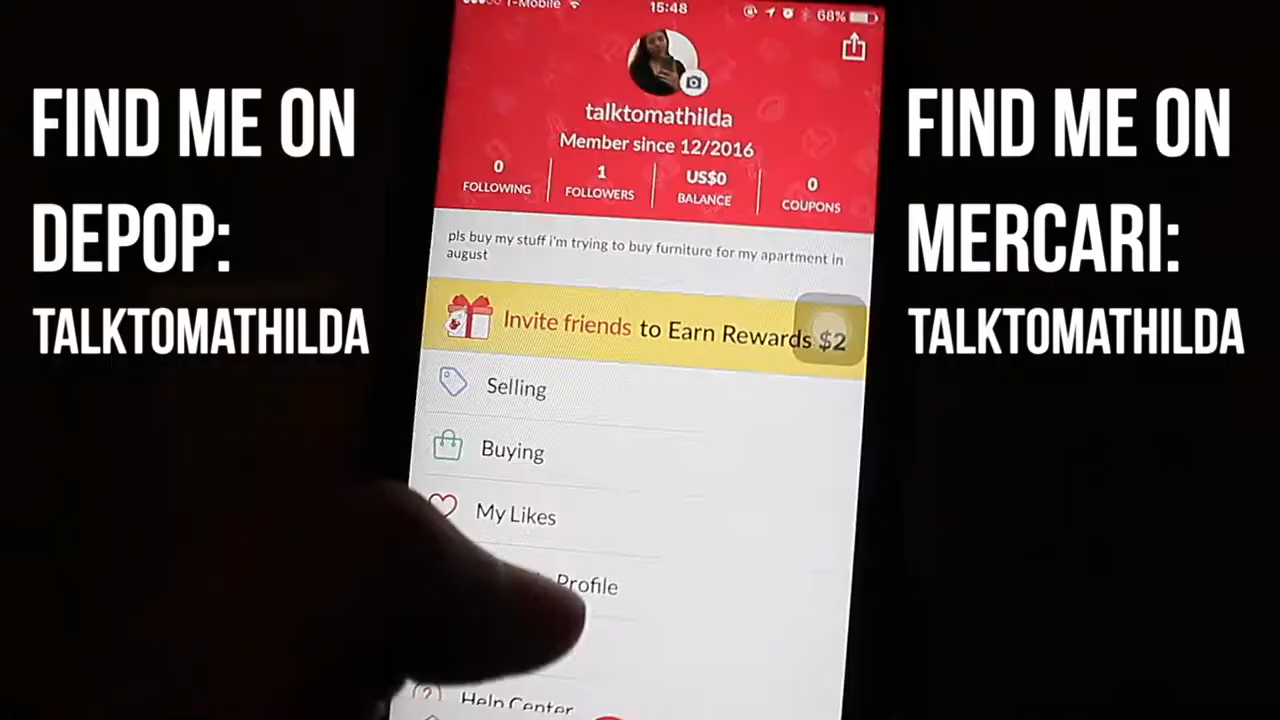 FIND ME ON
DEPOP:
TALKTOMATHILDA
T-Mobile
15:48
68%
talktomathilda
Member since 12/2016
0
FOLLOWING
1
FOLLOWERS
US$0
BALANCE
0
COUPONS
pls buy my stuff i'm trying to buy furniture for my apartment in
august
Invite friends to Earn Rewards $2
Selling
Buying
My Likes
Profile
Help Center
FIND ME ON
MERCARI:
TALKTOMATHILDA